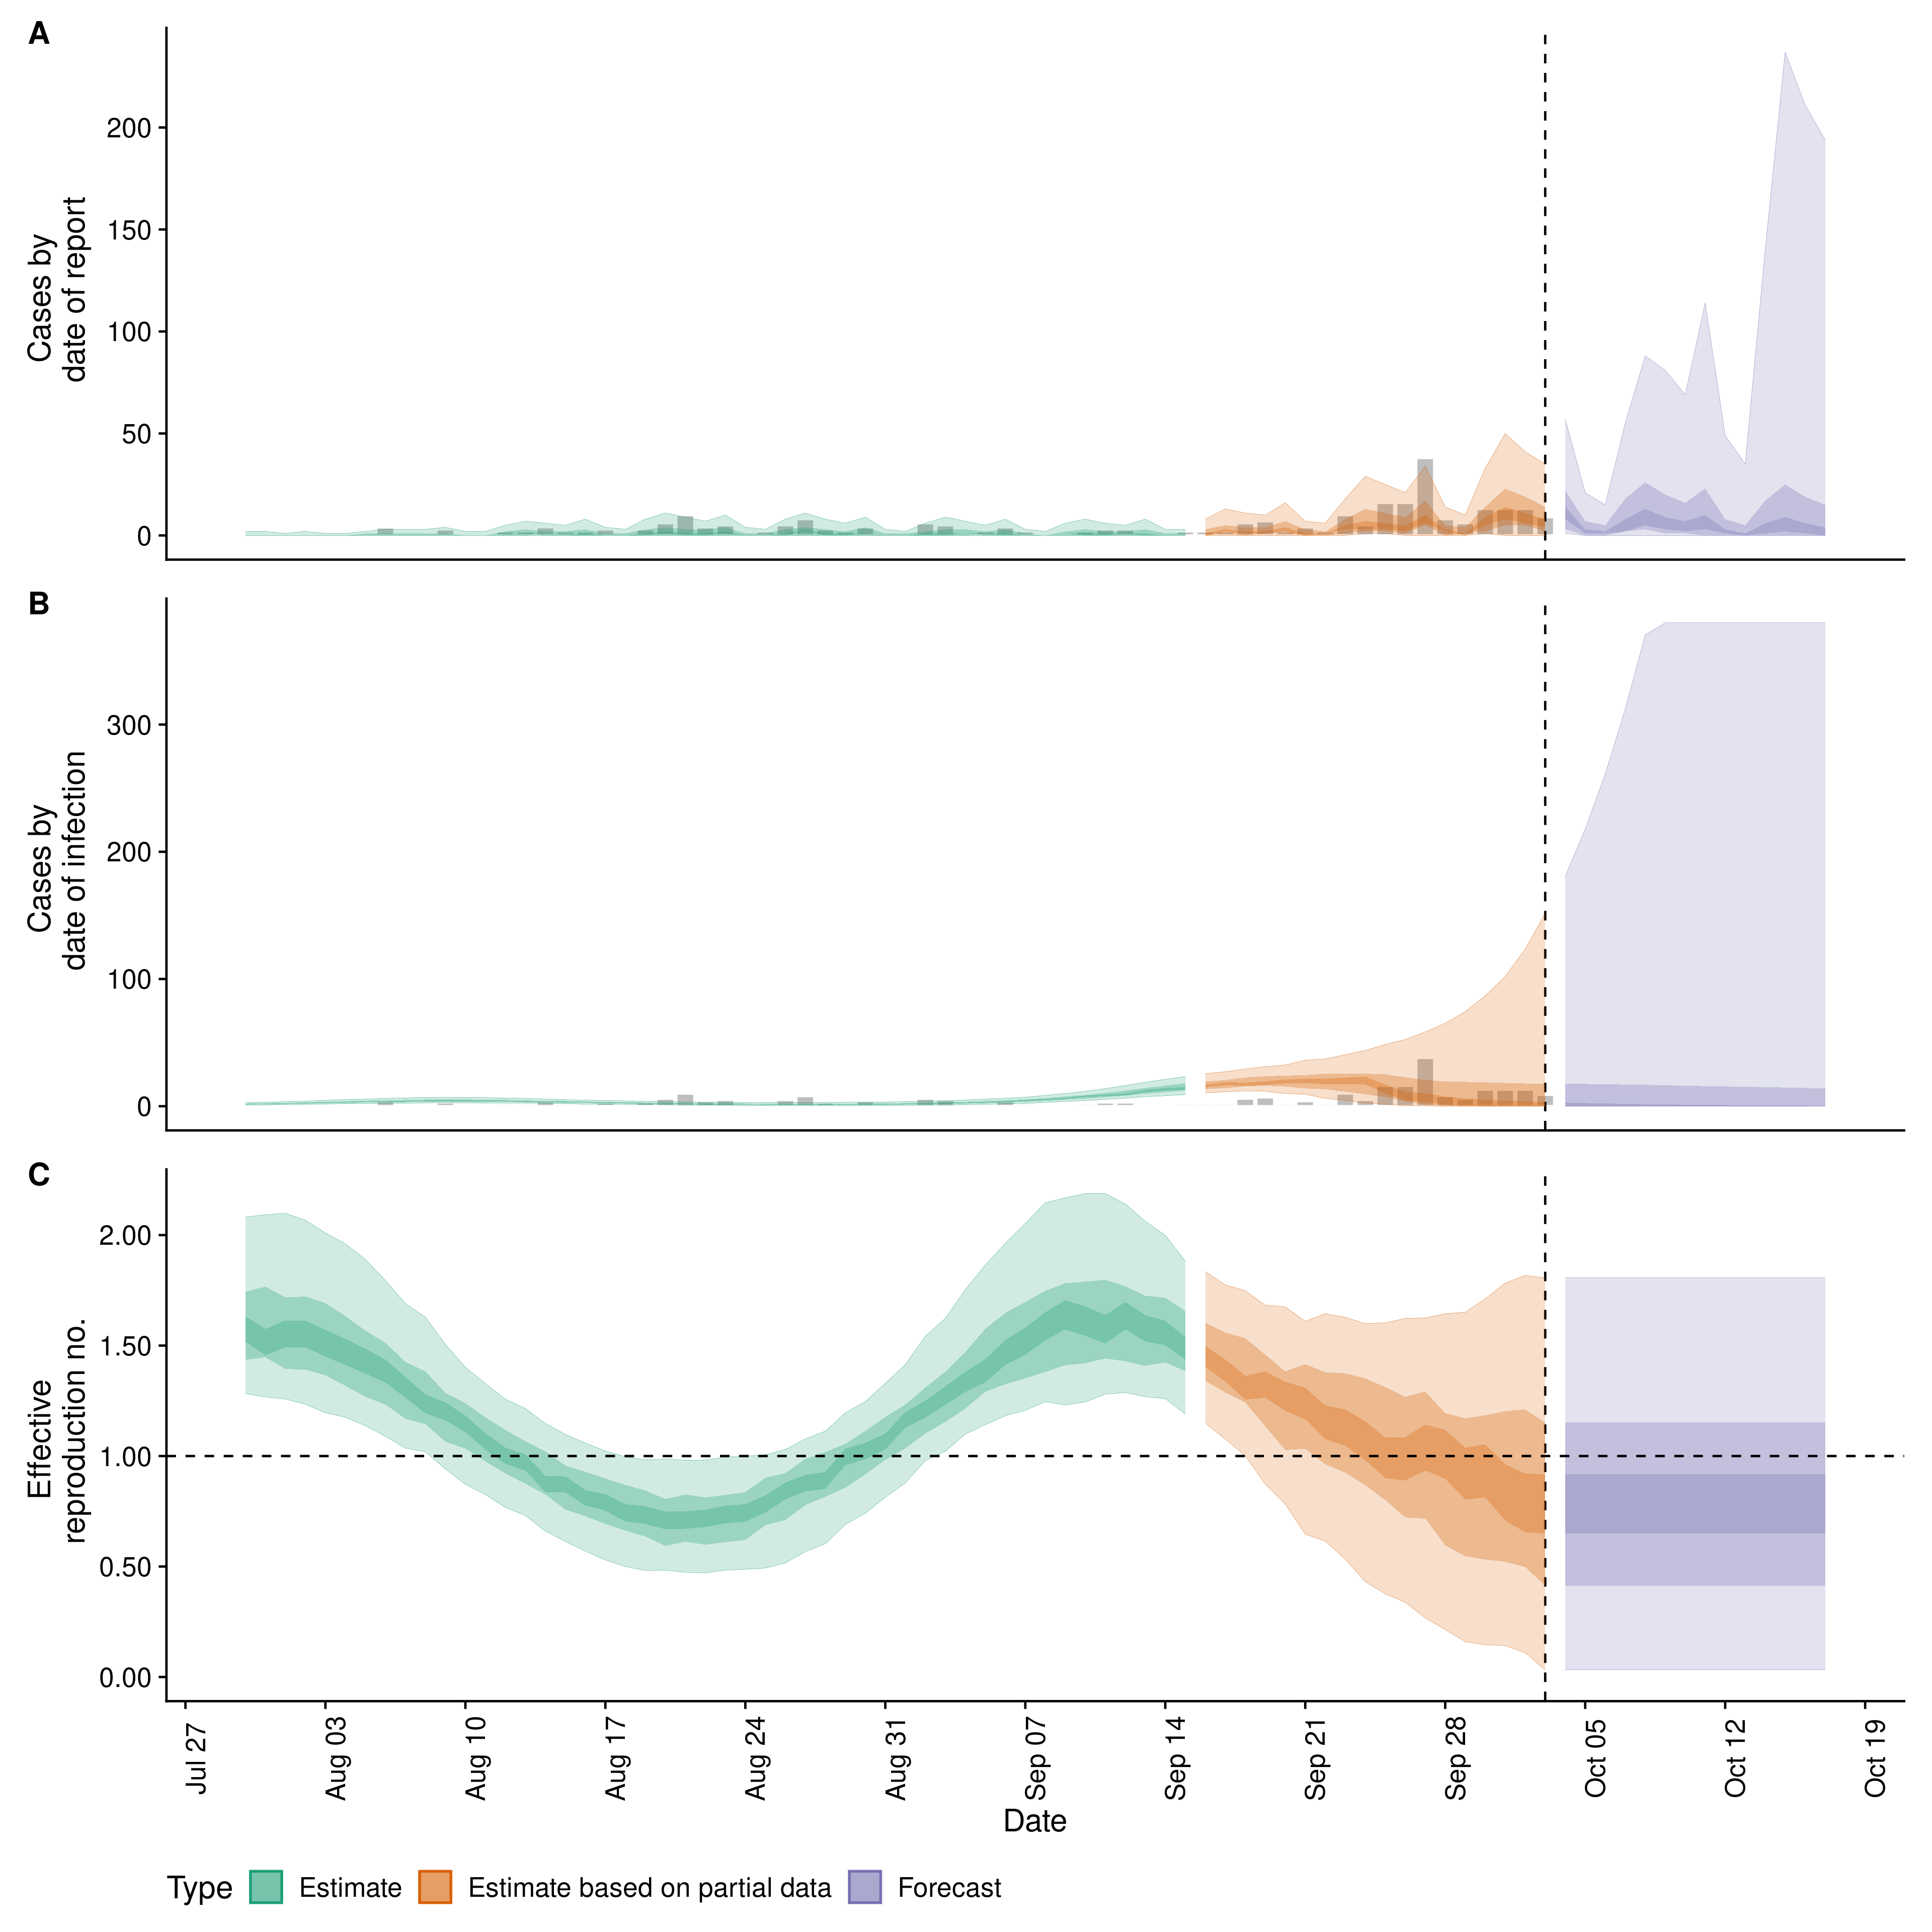 A
Cases by
date of report
200
150
100
50
0
B
Cases by
date of infection
300
200
100
0
C
Effective
reproduction no.
2.00
1.50
1.00
0.50
0.00
Jul 27
Aug 03
Aug 10
Aug 17
Aug 24
Aug 31
Sep 07
Sep 14
Sep 21
Sep 28
Oct 05
Oct 12
Oct 19
Date
Type Estimate Estimate based on partial data Forecast